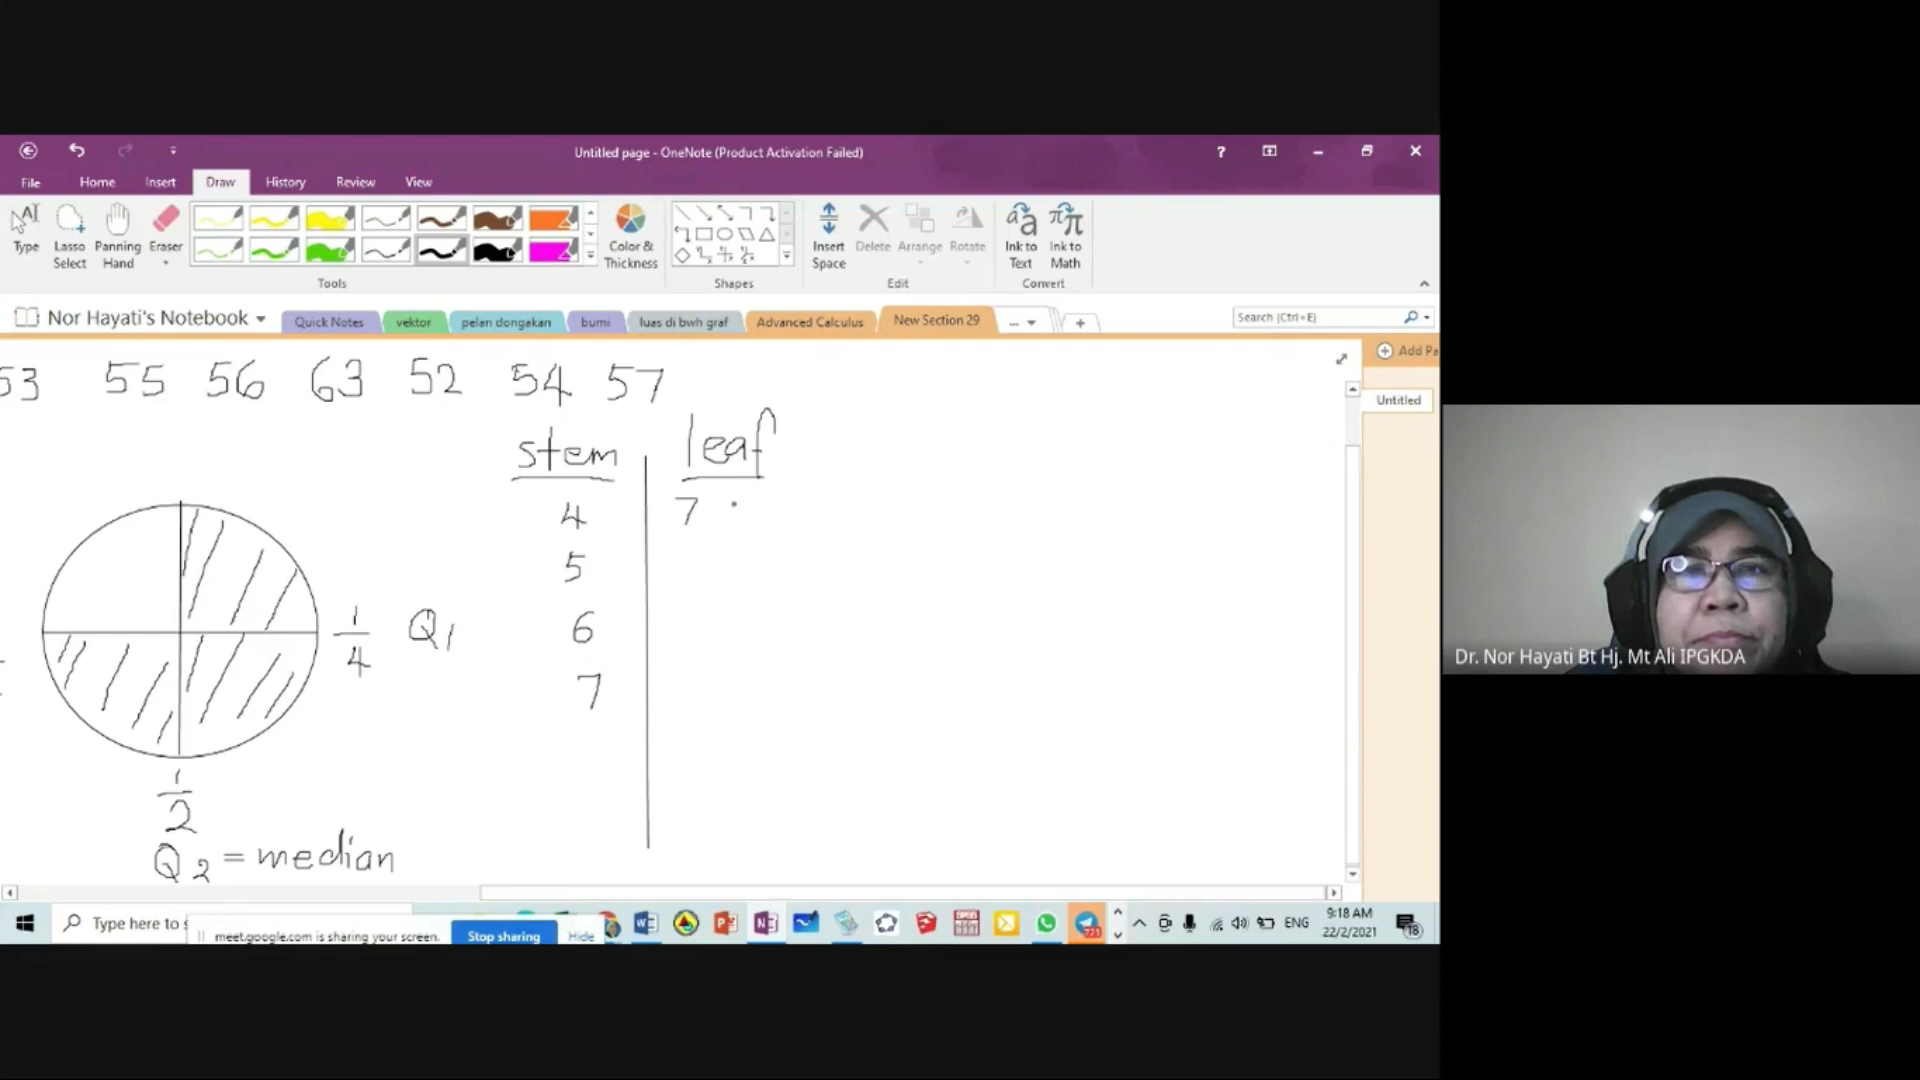 Untitled page - OneNote (Product Activation Failed)
?
File Home Insert Draw History Review View
Type
Lasso Select
Panning Hand
Eraser
Color & Thickness
Insert Space
Delete
Arrange
Rotate
Ink to Text
Ink to Math
Tools
Shapes
Edit
Convert
Nor Hayati's Notebook
Quick Notes
vektor
pelan dongakan
bumi
luas di bwh graf
Advanced Calculus
New Section 29
Search (Ctrl+E)
Add Pa
Untitled
53 55 56 63 52 54 57
stem leaf
4 7
5
6
7
1/4 Q1
1/2
Q2 = median
Type here to s
meet.google.com is sharing your screen.
Stop sharing
Hide
ENG
9:18 AM
22/2/2021
18
Dr. Nor Hayati Bt Hj. Mt Ali IPGKDA